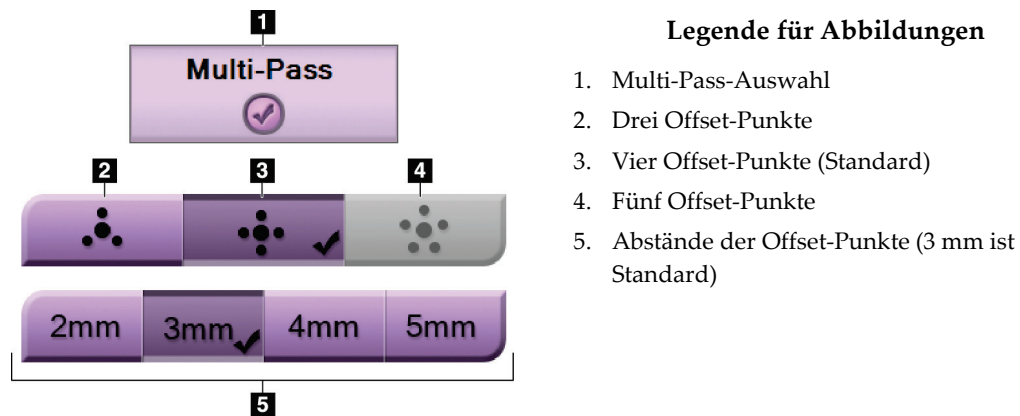 1
Multi-Pass
2 3 4
2mm 3mm 4mm 5mm
5
Legende für Abbildungen
1. Multi-Pass-Auswahl
2. Drei Offset-Punkte
3. Vier Offset-Punkte (Standard)
4. Fünf Offset-Punkte
5. Abstände der Offset-Punkte (3 mm ist
Standard)